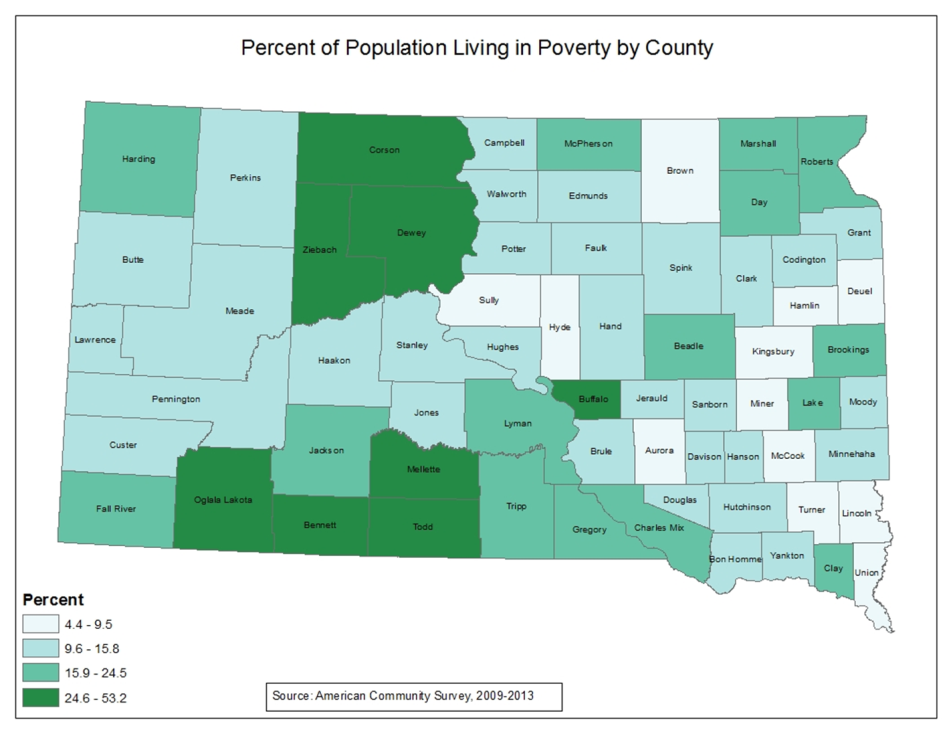 Percent of Population Living in Poverty by County
Harding
Perkins
Corson
Campbell
McPherson
Brown
Marshall
Roberts
Walworth
Edmunds
Day
Butte
Ziebach
Dewey
Potter
Faulk
Spink
Clark
Codington
Grant
Meade
Sully
Hyde
Hand
Hamlin
Deuel
Lawrence
Haakon
Stanley
Hughes
Beadle
Kingsbury
Brookings
Pennington
Jones
Lyman
Buffalo
Jerauld
Sanborn
Miner
Lake
Moody
Custer
Jackson
Mellette
Brule
Aurora
Davison
Hanson
McCook
Minnehaha
Fall River
Oglala Lakota
Bennett
Todd
Tripp
Gregory
Charles Mix
Douglas
Hutchinson
Turner
Lincoln
Bon Homme
Yankton
Clay
Union
Percent
4.4 - 9.5
9.6 - 15.8
15.9 - 24.5
24.6 - 53.2
Source: American Community Survey, 2009-2013